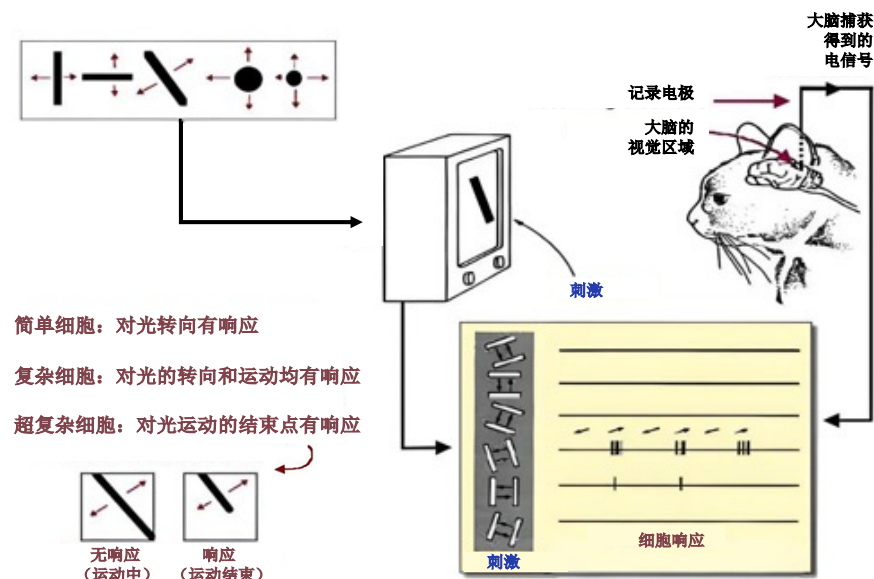 大脑捕获
得到的
电信号
记录电极
大脑的
视觉区域
刺激
简单细胞：对光转向有响应
复杂细胞：对光的转向和运动均有响应
超复杂细胞：对光运动的结束点有响应
无响应
（运动中）
响应
（运动结束）
刺激
细胞响应